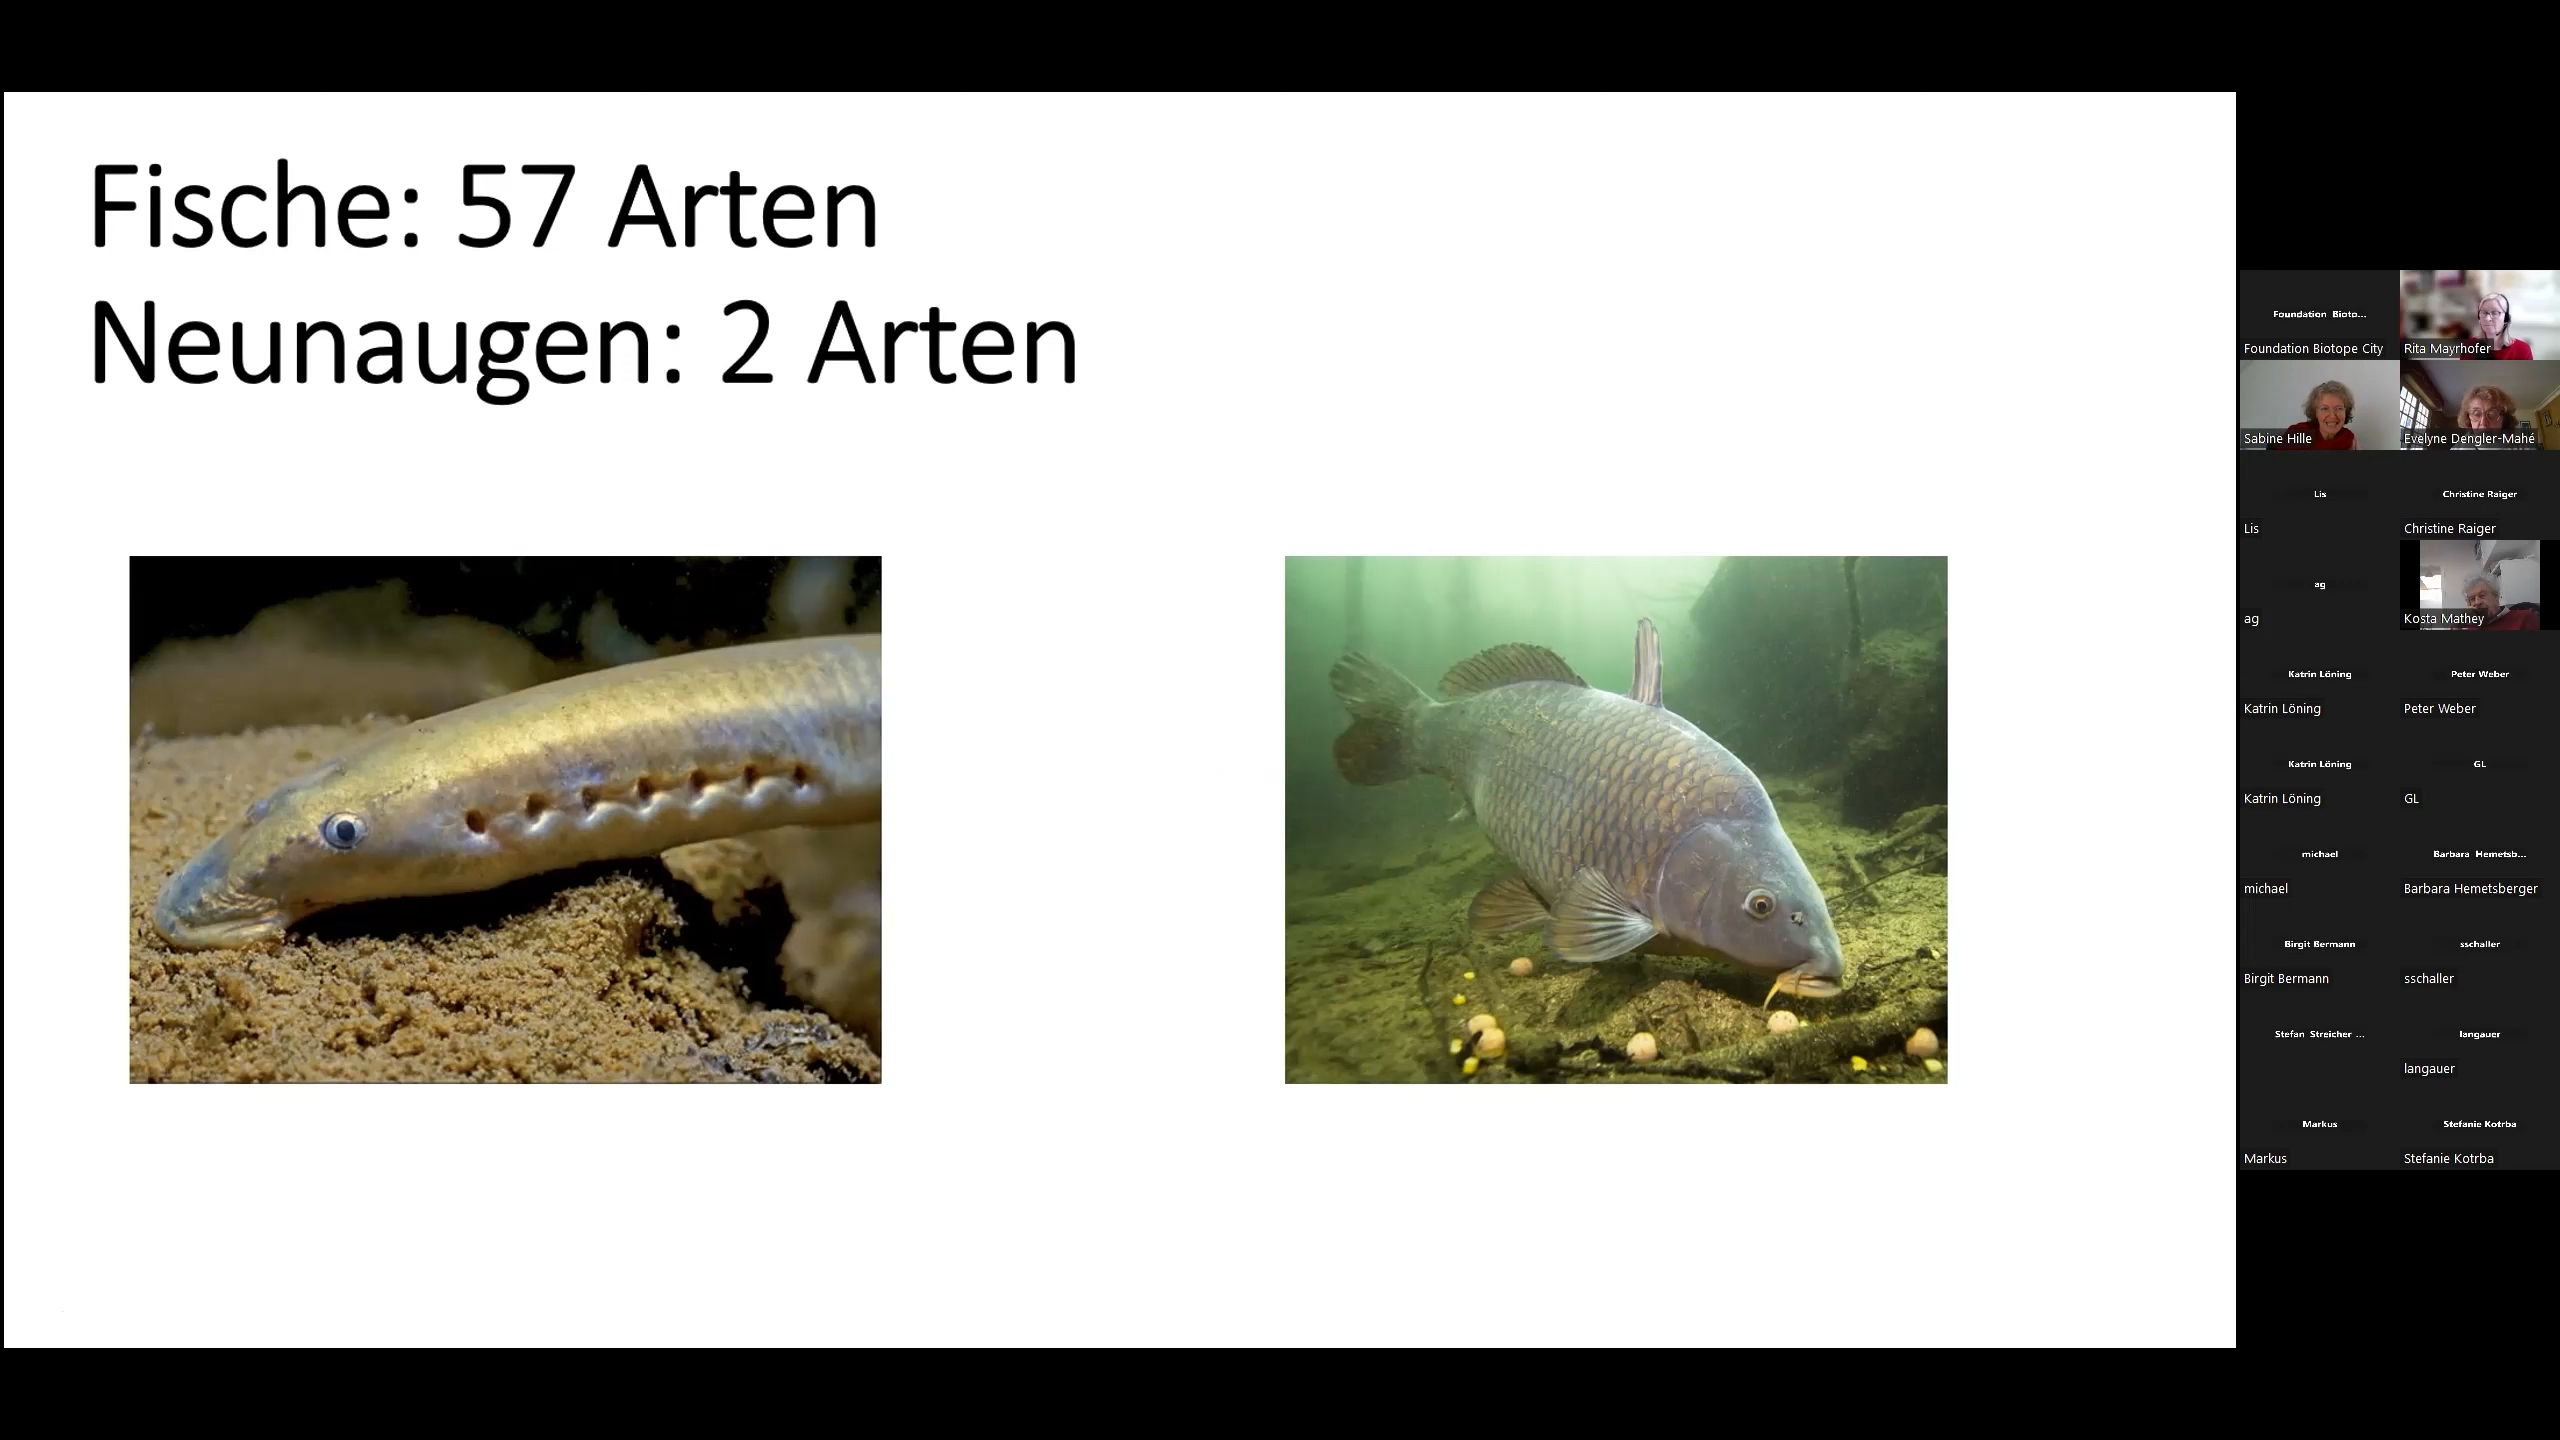 Fische: 57 Arten
Neunaugen: 2 Arten
Foundation Bioto...
Foundation Biotope City
Rita Mayrhofer
Sabine Hille
Evelyne Dengler-Mahé
Lis
Lis
Christine Raiger
Christine Raiger
ag
ag
Kosta Mathey
Katrin Löning
Katrin Löning
Peter Weber
Peter Weber
Katrin Löning
Katrin Löning
GL
GL
michael
michael
Barbara Hemetsb...
Barbara Hemetsberger
Birgit Bermann
Birgit Bermann
sschaller
sschaller
Stefan Streicher ...
langauer
langauer
Markus
Markus
Stefanie Kotrba
Stefanie Kotrba